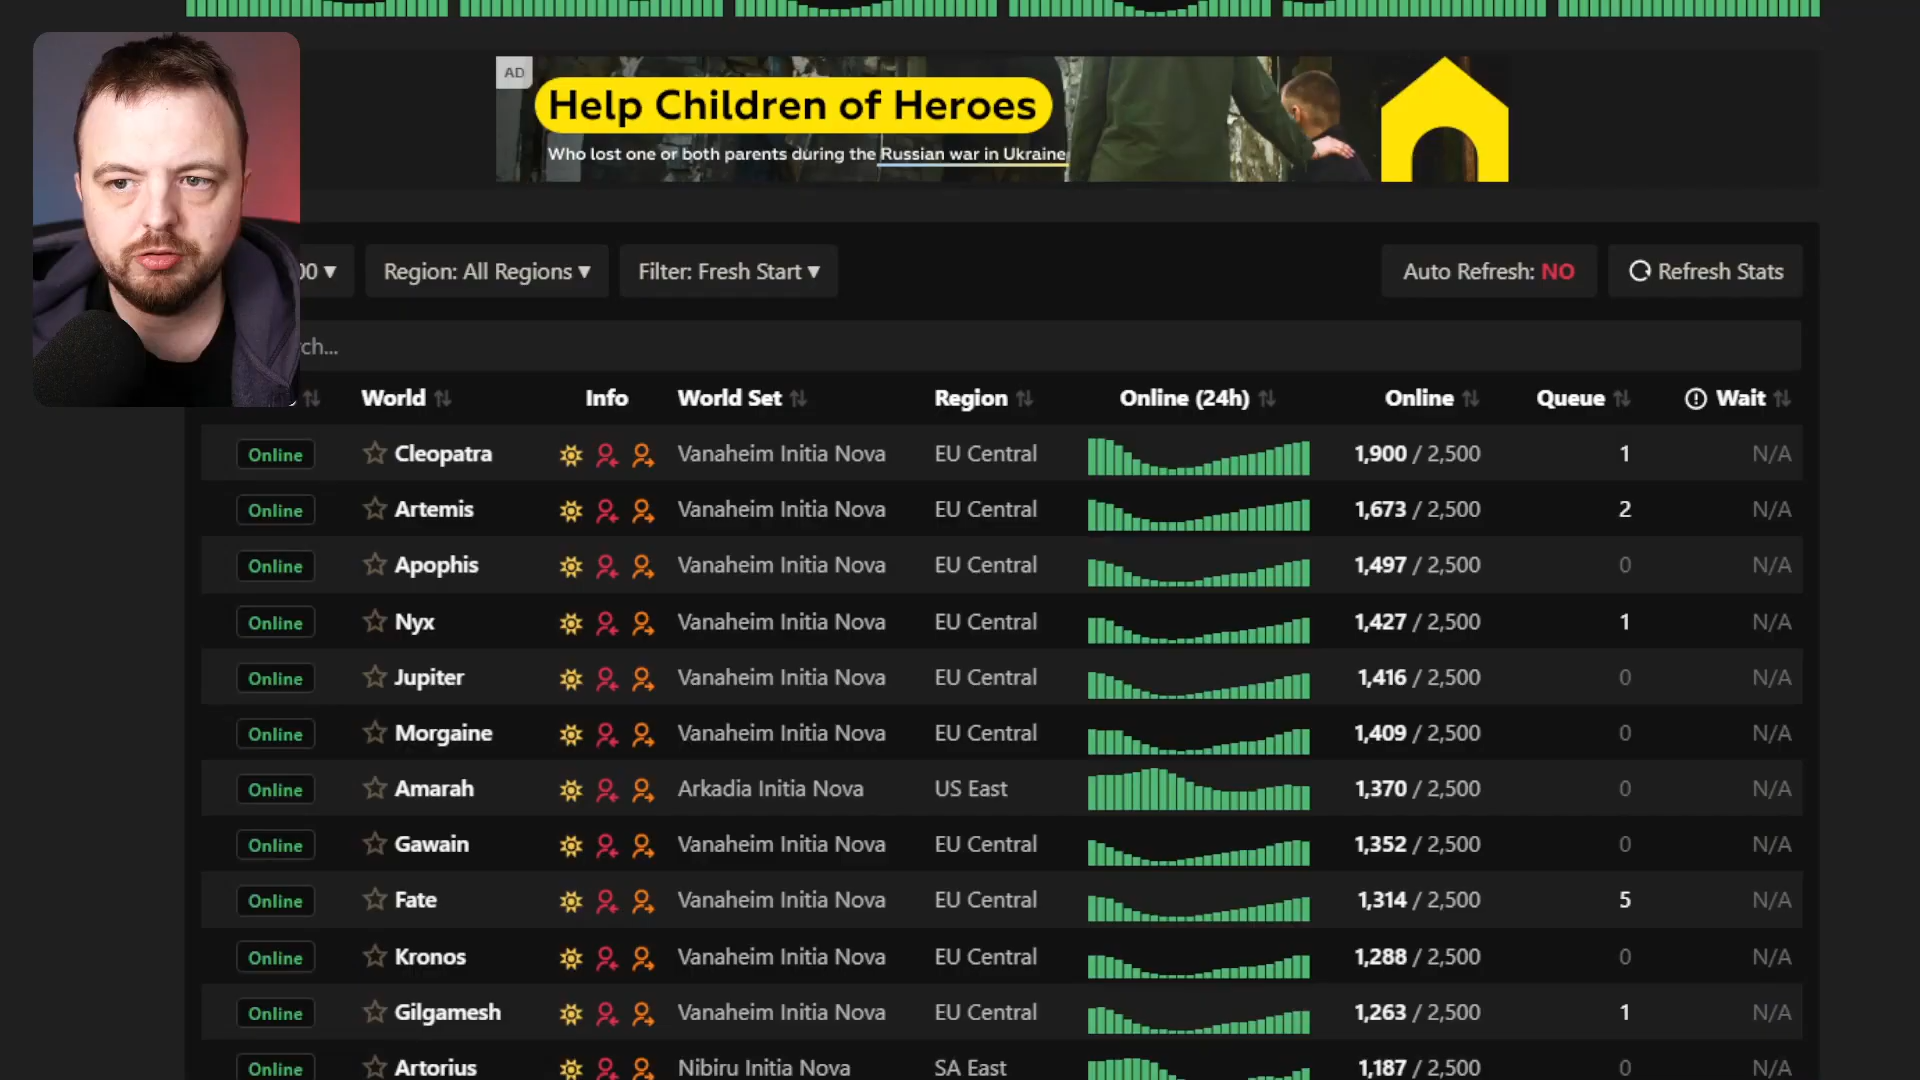 AD
Help Children of Heroes
Who lost one or both parents during the Russian war in Ukraine
00 ▾ Region: All Regions ▾ Filter: Fresh Start ▾ Auto Refresh: NO Refresh Stats
rch...
World Info World Set Region Online (24h) Online Queue Wait
Online Cleopatra Vanaheim Initia Nova EU Central 1,900 / 2,500 1 N/A
Online Artemis Vanaheim Initia Nova EU Central 1,673 / 2,500 2 N/A
Online Apophis Vanaheim Initia Nova EU Central 1,497 / 2,500 0 N/A
Online Nyx Vanaheim Initia Nova EU Central 1,427 / 2,500 1 N/A
Online Jupiter Vanaheim Initia Nova EU Central 1,416 / 2,500 0 N/A
Online Morgaine Vanaheim Initia Nova EU Central 1,409 / 2,500 0 N/A
Online Amarah Arkadia Initia Nova US East 1,370 / 2,500 0 N/A
Online Gawain Vanaheim Initia Nova EU Central 1,352 / 2,500 0 N/A
Online Fate Vanaheim Initia Nova EU Central 1,314 / 2,500 5 N/A
Online Kronos Vanaheim Initia Nova EU Central 1,288 / 2,500 0 N/A
Online Gilgamesh Vanaheim Initia Nova EU Central 1,263 / 2,500 1 N/A
Online Artorius Nibiru Initia Nova SA East 1,187 / 2,500 0 N/A